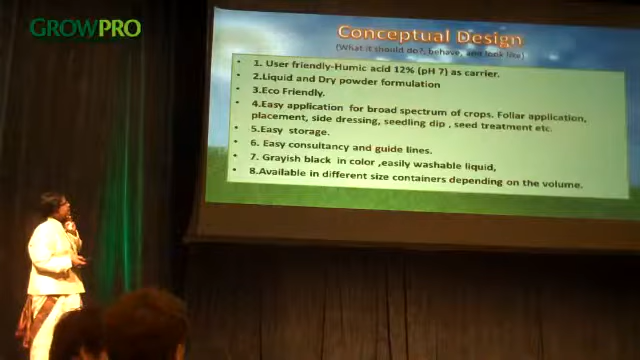 GROWPRO
Conceptual Design
(What it should do?, behave, and look like)
• 1. User friendly-Humic acid 12% (pH 7) as carrier.
• 2.Liquid and Dry powder formulation
• 3.Eco Friendly.
• 4.Easy application for broad spectrum of crops. Foliar application,
placement, side dressing, seedling dip , seed treatment etc.
• 5.Easy storage.
• 6. Easy consultancy and guide lines.
• 7. Grayish black in color ,easily washable liquid,
• 8.Available in different size containers depending on the volume.